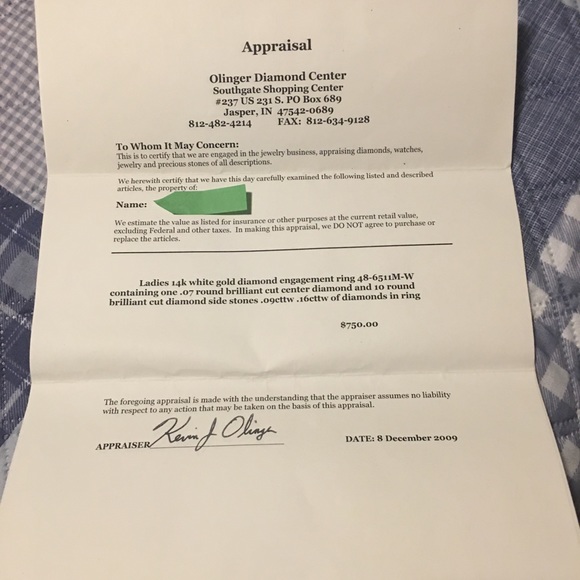 Appraisal
Olinger Diamond Center
Southgate Shopping Center
#237 US 231 S. PO Box 689
Jasper, IN 47542-0689
812-482-4214 FAX: 812-634-9128
To Whom It May Concern:
This is to certify that we are engaged in the jewelry business, appraising diamonds, watches,
jewelry and precious stones of all descriptions.
We herewith certify that we have this day carefully examined the following listed and described
articles, the property of:
Name:
We estimate the value as listed for insurance or other purposes at the current retail value,
excluding Federal and other taxes. In making this appraisal, we DO NOT agree to purchase or
replace the articles.
Ladies 14k white gold diamond engagement ring 48-6511M-W
containing one .07 round brilliant cut center diamond and 10 round
brilliant cut diamond side stones .09cttw .16cttw of diamonds in ring
$750.00
The foregoing appraisal is made with the understanding that the appraiser assumes no liability
with respect to any action that may be taken on the basis of this appraisal.
APPRAISER Kevin J Olinger
DATE: 8 December 2009